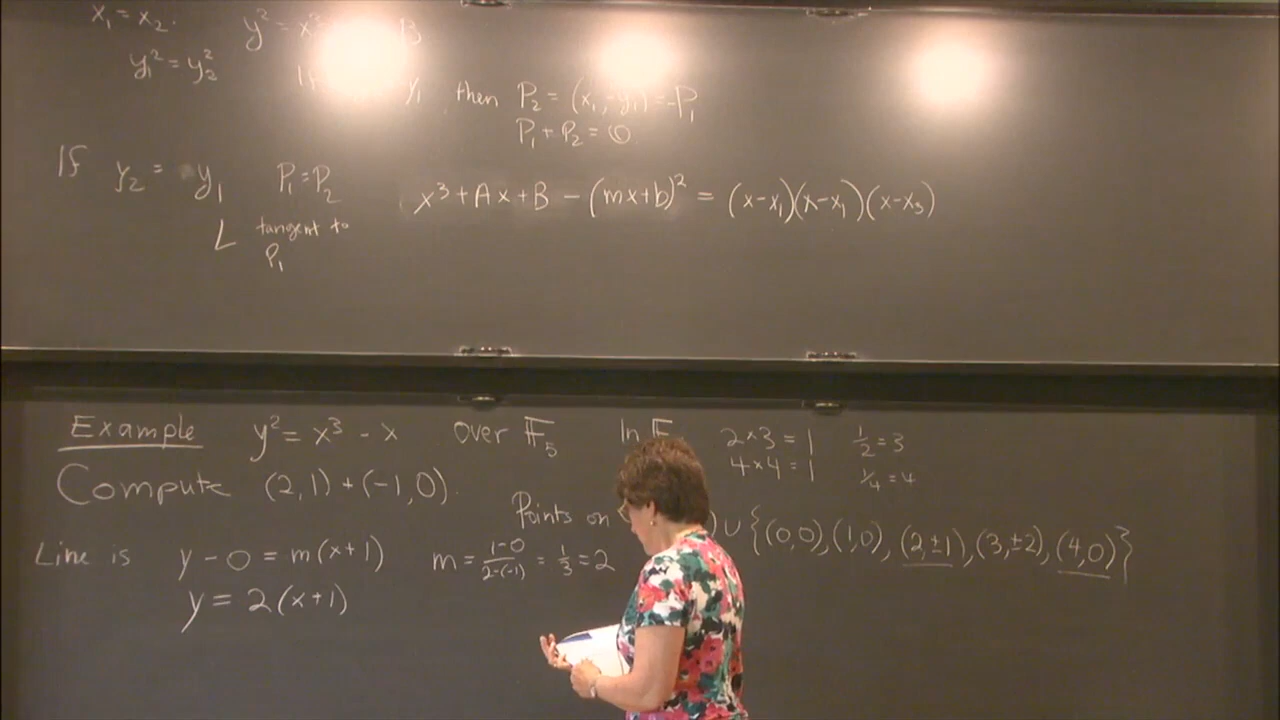 x₁ = x₂.
y² = x³ B
y₁² = y₂²
y₁, then P₂ = (x₁, -y₁) = -P₁
P₁ + P₂ = O
If y₂ = y₁ P₁ = P₂ x³ + Ax + B - (mx+b)² = (x-x₁)(x-x₁)(x-x₃)
L tangent to P₁
Example y² = x³ - x over 𝔽₅ In 𝔽 2×3 = 1 ½ = 3
4×4 = 1 ¼ = 4
Compute (2,1) + (-1,0).
Points on ) ∪ {(0,0), (1,0), (2,±1), (3,±2), (4,0)}
Line is y - 0 = m(x+1) m = 1-0/2-(-1) = 1/3 = 2
y = 2(x+1)